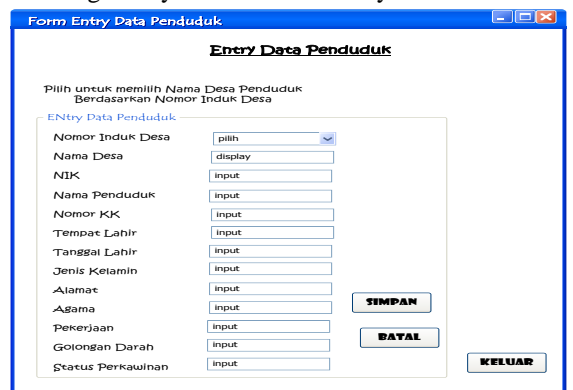 Form Entry Data Penduduk
Entry Data Penduduk
Pilih untuk memilih Nama Desa Penduduk
Berdasarkan Nomor Induk Desa
ENtry Data Penduduk
Nomor Induk Desa pilih
Nama Desa display
NIK input
Nama Penduduk input
Nomor KK input
Tempat Lahir input
Tanggal Lahir input
Jenis Kelamin input
Alamat input
SIMPAN
Agama input
Pekerjaan input
BATAL
Golongan Darah input
Status Perkawinan input
KELUAR